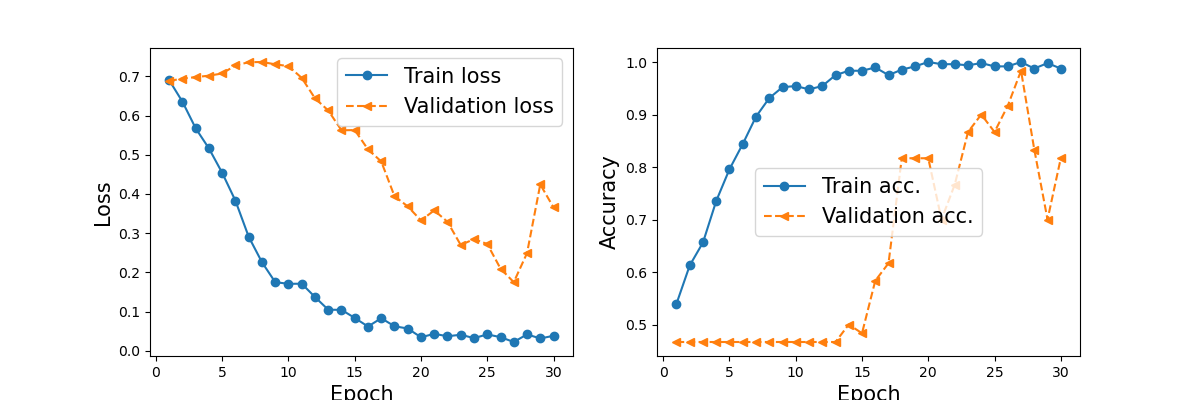 Loss
0.7
0.6
0.5
0.4
0.3
0.2
0.1
0.0
Train loss
Validation loss
0 5 10 15 20 25 30
Epoch
Accuracy
1.0
0.9
0.8
0.7
0.6
0.5
Train acc.
Validation acc.
0 5 10 15 20 25 30
Epoch